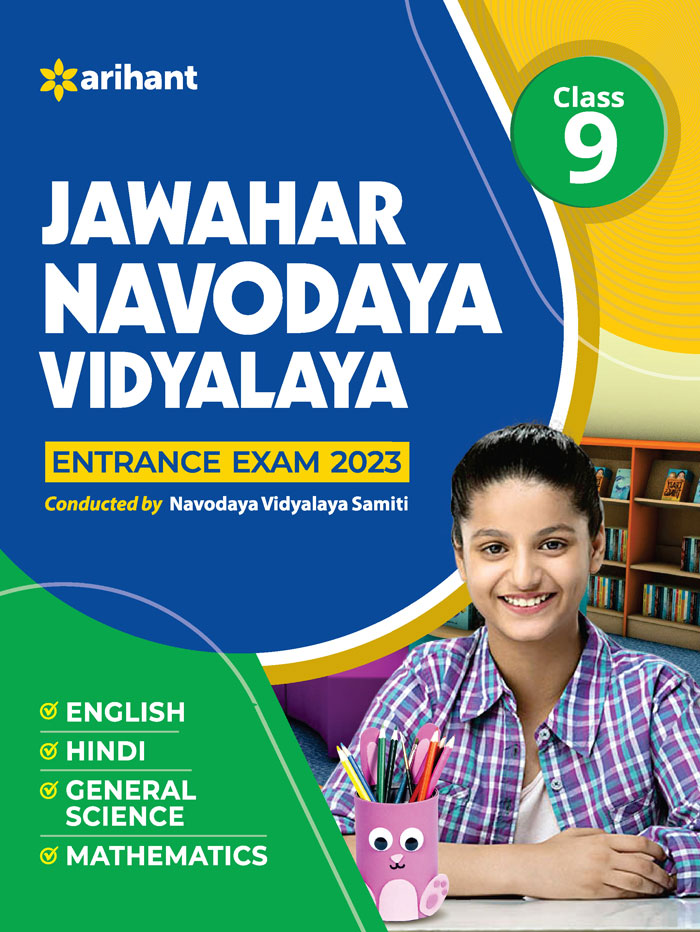 arihant
Class
9
JAWAHAR
NAVODAYA
VIDYALAYA
ENTRANCE EXAM 2023
Conducted by Navodaya Vidyalaya Samiti
ENGLISH
HINDI
GENERAL
SCIENCE
MATHEMATICS